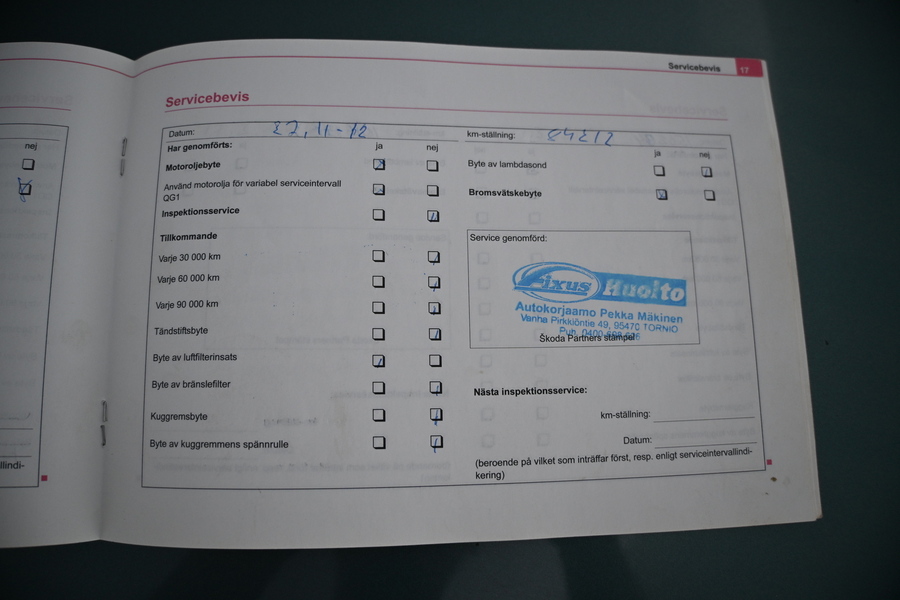 Servicebevis 17
Servicebevis
nej
Datum: 22,11-12
km-ställning: 84212
Har genomförts: ja nej
Motoroljebyte
Använd motorolja för variabel serviceintervall
QG1
Inspektionsservice
Tillkommande
Varje 30 000 km
Varje 60 000 km
Varje 90 000 km
Tändstiftsbyte
Byte av luftfilterinsats
Byte av bränslefilter
Kuggremsbyte
Byte av kuggremmens spännrulle
ja nej
Byte av lambdasond
Bromsvätskebyte
Service genomförd:
Fixus Huolto
Autokorjaamo Pekka Mäkinen
Vanha Pirkkiöntie 49, 95470 TORNIO
Puh. 0400
Škoda Partners stämpel
Nästa inspektionsservice:
km-ställning:
Datum:
(beroende på vilket som inträffar först, resp. enligt serviceintervallindi-
kering)
llindi-